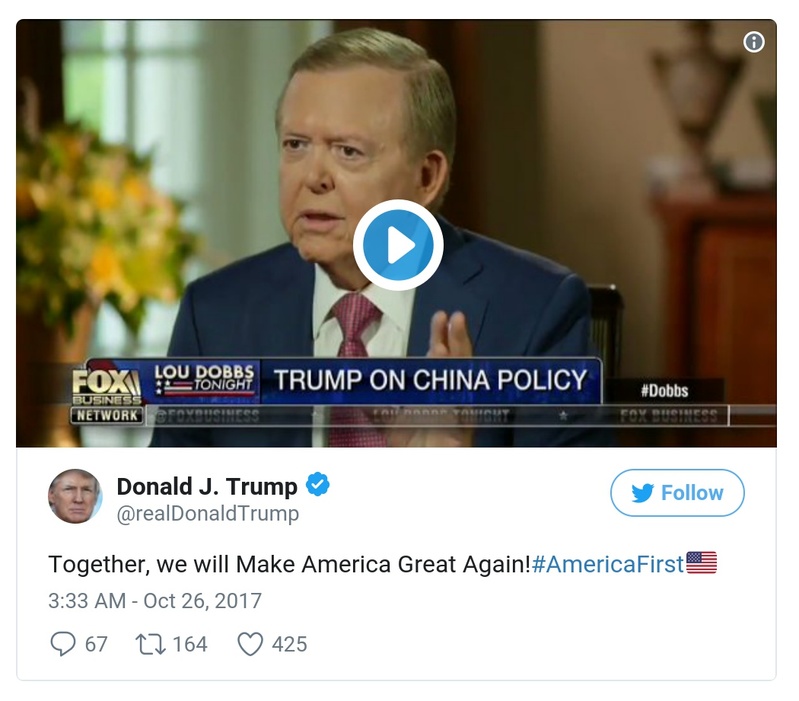 LOU DOBBS
TONIGHT
TRUMP ON CHINA POLICY
FOX
BUSINESS
NETWORK
#Dobbs
@FOXBUSINESS ★ LOU DOBBS TONIGHT ★ FOX BUSINESS
Donald J. Trump
@realDonaldTrump
Follow
Together, we will Make America Great Again!#AmericaFirst🇺🇸
3:33 AM - Oct 26, 2017
67 164 425